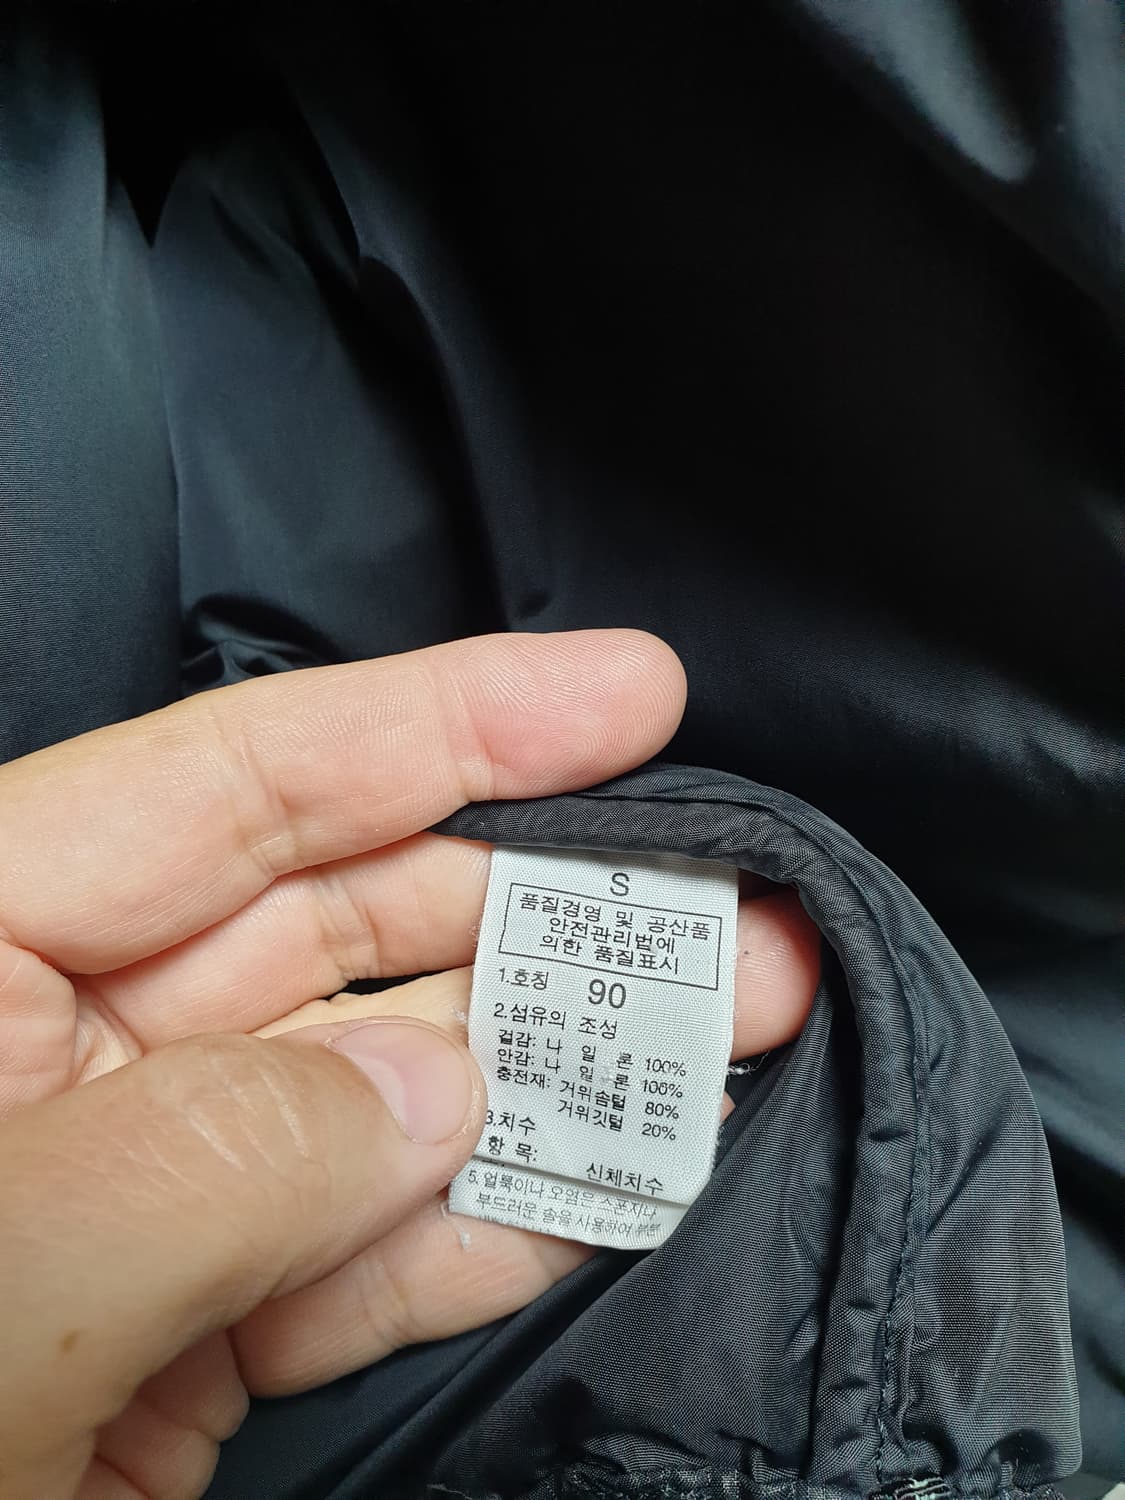 S
품질경영 및 공산품
안전관리법에
의한 품질표시
1.호칭 90
2.섬유의 조성
겉감: 나 일 론 100%
안감: 나 일 론 100%
충전재: 거위솜털 80%
거위깃털 20%
3.치수
항 목:
신체치수
5. 얼룩이나 오염은 스폰지나
부드러운 솔을 사용하여 부분